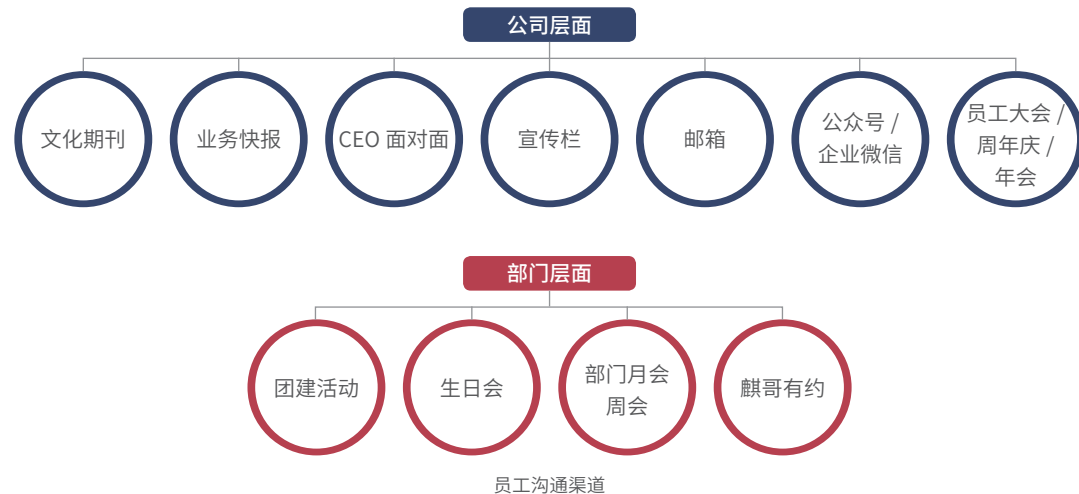 公司层面
文化期刊
业务快报
CEO 面对面
宣传栏
邮箱
公众号 /
企业微信
员工大会 /
周年庆 /
年会
部门层面
团建活动
生日会
部门月会
周会
麒哥有约
员工沟通渠道